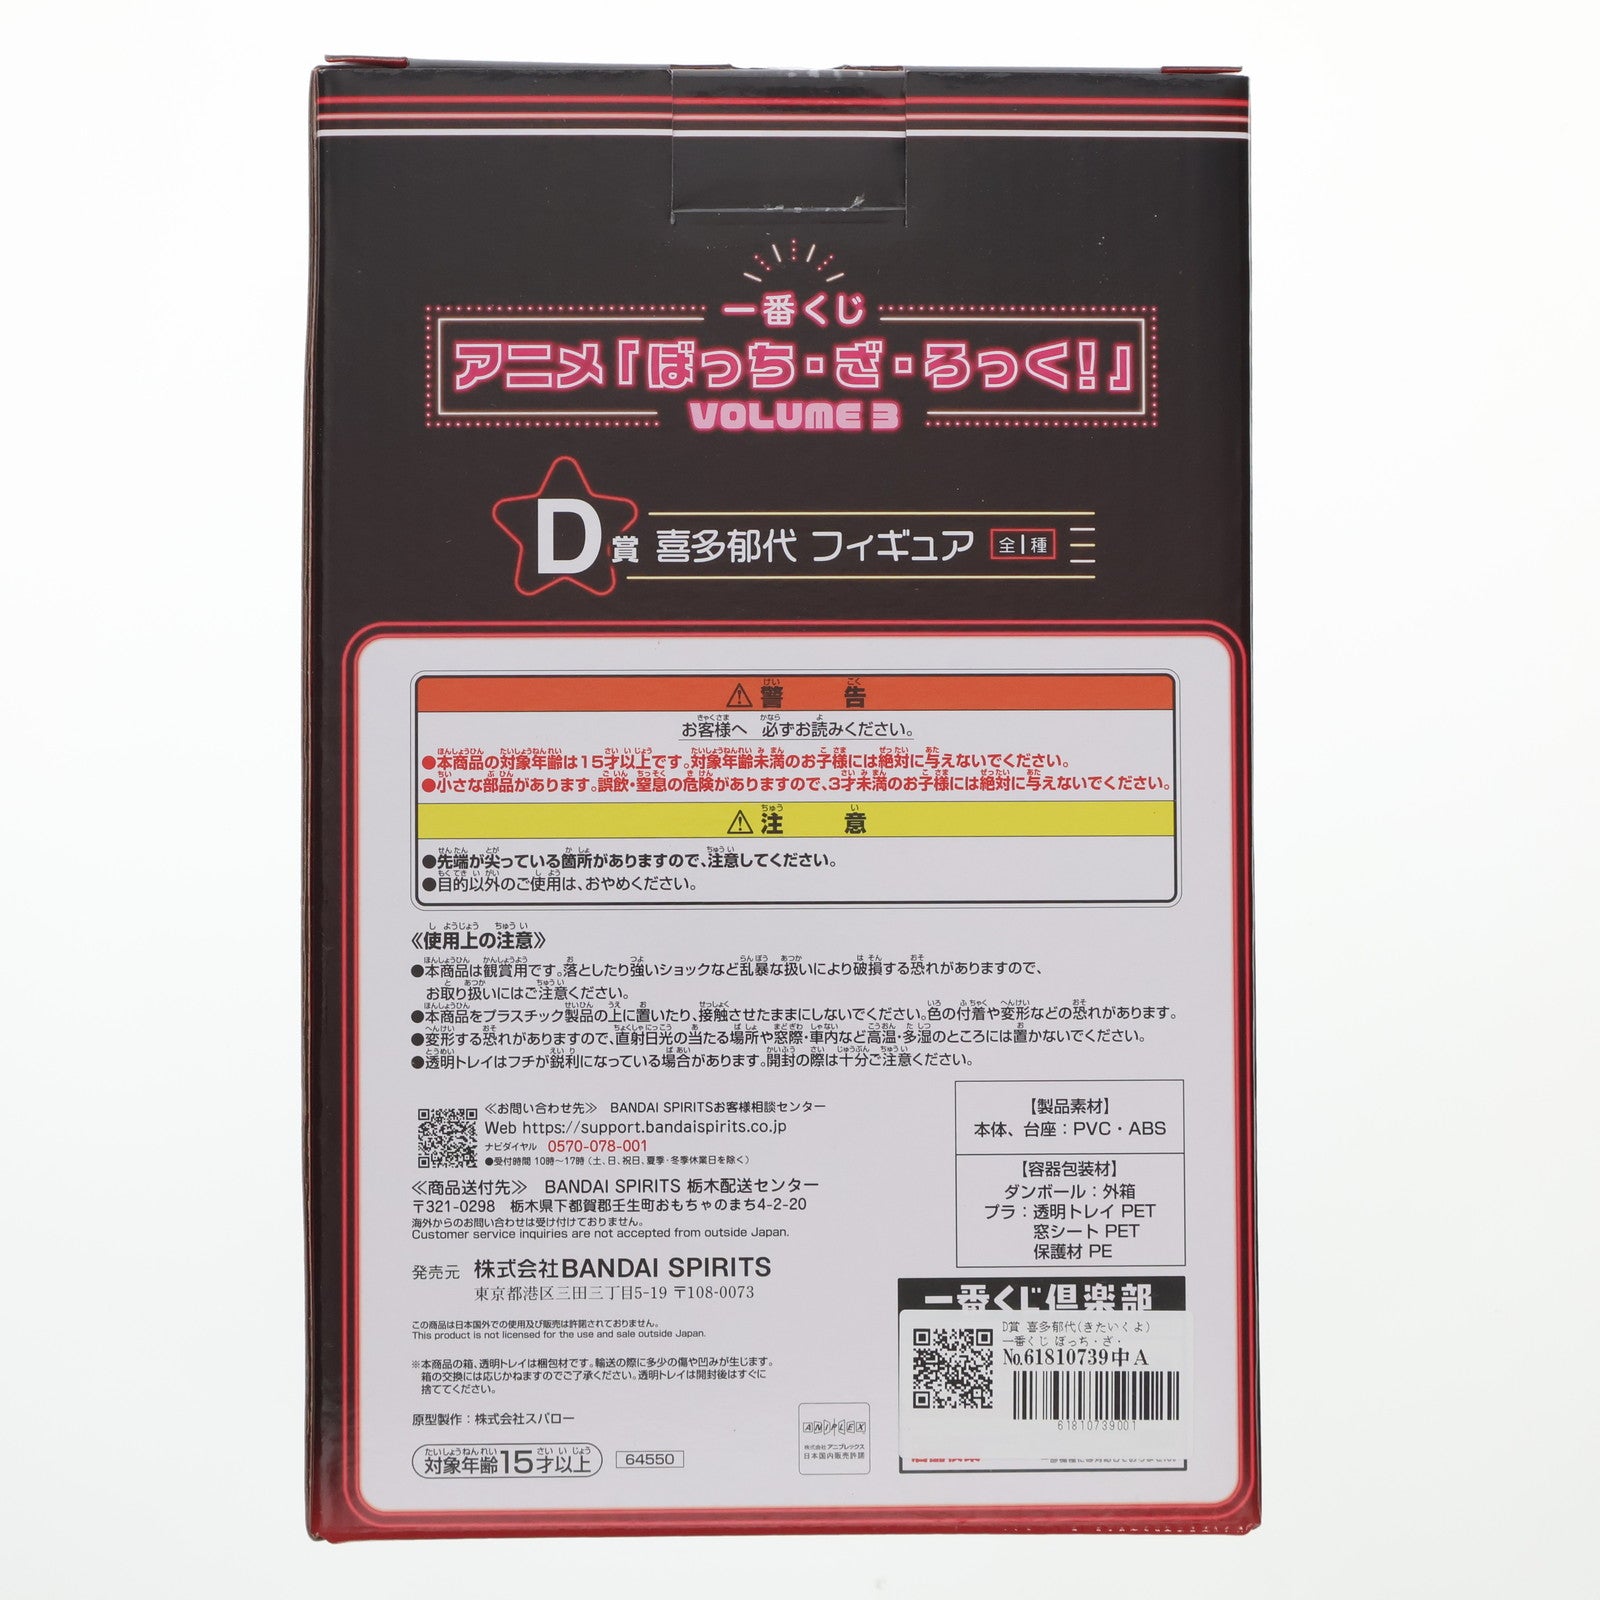 一番くじ
アニメ「ぼっち・ざ・ろっく!」
VOLUME 3
D賞 喜多郁代 フィギュア 全1種
⚠警告
お客様へ 必ずお読みください。
●本商品の対象年齢は15才以上です。対象年齢未満のお子様には絶対に与えないでください。
●小さな部品があります。誤飲・窒息の危険がありますので、3才未満のお子様には絶対に与えないでください。
⚠注意
●先端が尖っている箇所がありますので、注意してください。
●目的以外のご使用は、おやめください。
《使用上の注意》
●本商品は観賞用です。落としたり強いショックなど乱暴な扱いにより破損する恐れがありますので、
お取り扱いにはご注意ください。
●本商品をプラスチック製品の上に置いたり、接触させたままにしないでください。色の付着や変形などの恐れがあります。
●変形する恐れがありますので、直射日光の当たる場所や窓際・車内など高温・多湿のところには置かないでください。
●透明トレイはフチが鋭利になっている場合があります。開封の際は十分ご注意ください。
《お問い合わせ先》 BANDAI SPIRITSお客様相談センター
Web https://support.bandaispirits.co.jp
ナビダイヤル 0570-078-001
●受付時間 10時〜17時(土、日、祝日、夏季・冬季休業日を除く)
《商品送付先》 BANDAI SPIRITS 栃木配送センター
〒321-0298 栃木県下都賀郡壬生町おもちゃのまち4-2-20
海外からのお問い合わせは受け付けておりません。
Customer service inquiries are not accepted from outside Japan.
発売元 株式会社BANDAI SPIRITS
東京都港区三田三丁目5-19 〒108-0073
この商品は日本国外での使用及び販売は許諾されておりません。
This product is not licensed for the use and sale outside Japan.
※本商品の箱、透明トレイは梱包材です。輸送の際に多少の傷や凹みが生じます。
箱の交換には応じかねますのでご了承ください。透明トレイは開封後はすぐに
捨ててください。
原型製作:株式会社スパロー
対象年齢15才以上
64550
【製品素材】
本体、台座:PVC・ABS
【容器包装材】
ダンボール:外箱
プラ:透明トレイ PET
窓シート PET
保護材 PE
一番くじ倶楽部
D賞 喜多郁代(きたいくよ)
一番くじ ぼっち・ざ・
No.61810739中A
61810739001
ANIPLEX
株式会社 アニプレックス
日本国内販売許諾